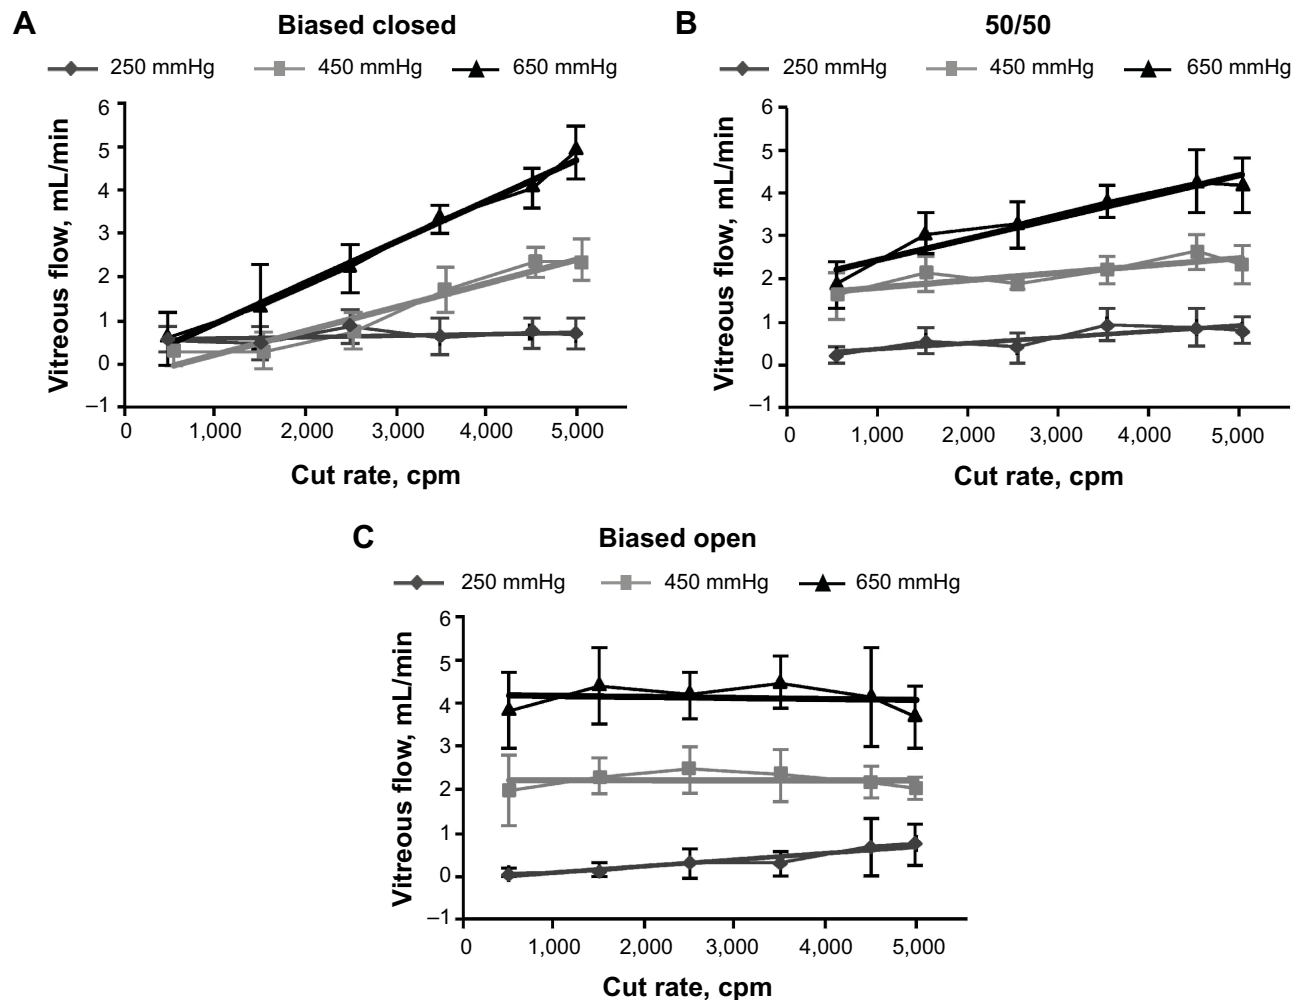 A
Biased closed
250 mmHg 450 mmHg 650 mmHg
Vitreous flow, mL/min
6
5
4
3
2
1
0
–1
0 1,000 2,000 3,000 4,000 5,000
Cut rate, cpm
B
50/50
250 mmHg 450 mmHg 650 mmHg
Vitreous flow, mL/min
6
5
4
3
2
1
0
–1
0 1,000 2,000 3,000 4,000 5,000
Cut rate, cpm
C
Biased open
250 mmHg 450 mmHg 650 mmHg
Vitreous flow, mL/min
6
5
4
3
2
1
0
–1
0 1,000 2,000 3,000 4,000 5,000
Cut rate, cpm